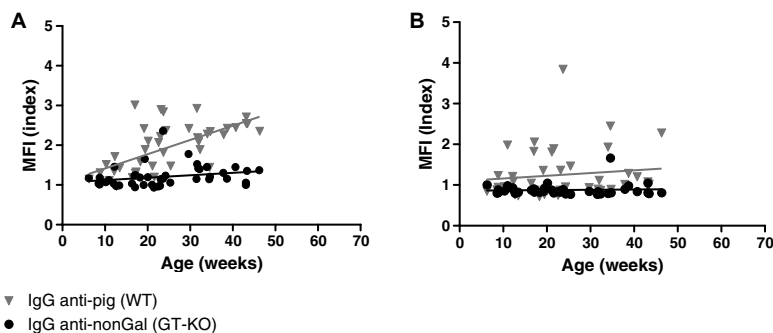 A
5
4
3
2
1
0
MFI (index)
0 10 20 30 40 50 60 70
Age (weeks)
B
5
4
3
2
1
0
MFI (index)
0 10 20 30 40 50 60 70
Age (weeks)
IgG anti-pig (WT)
IgG anti-nonGal (GT-KO)